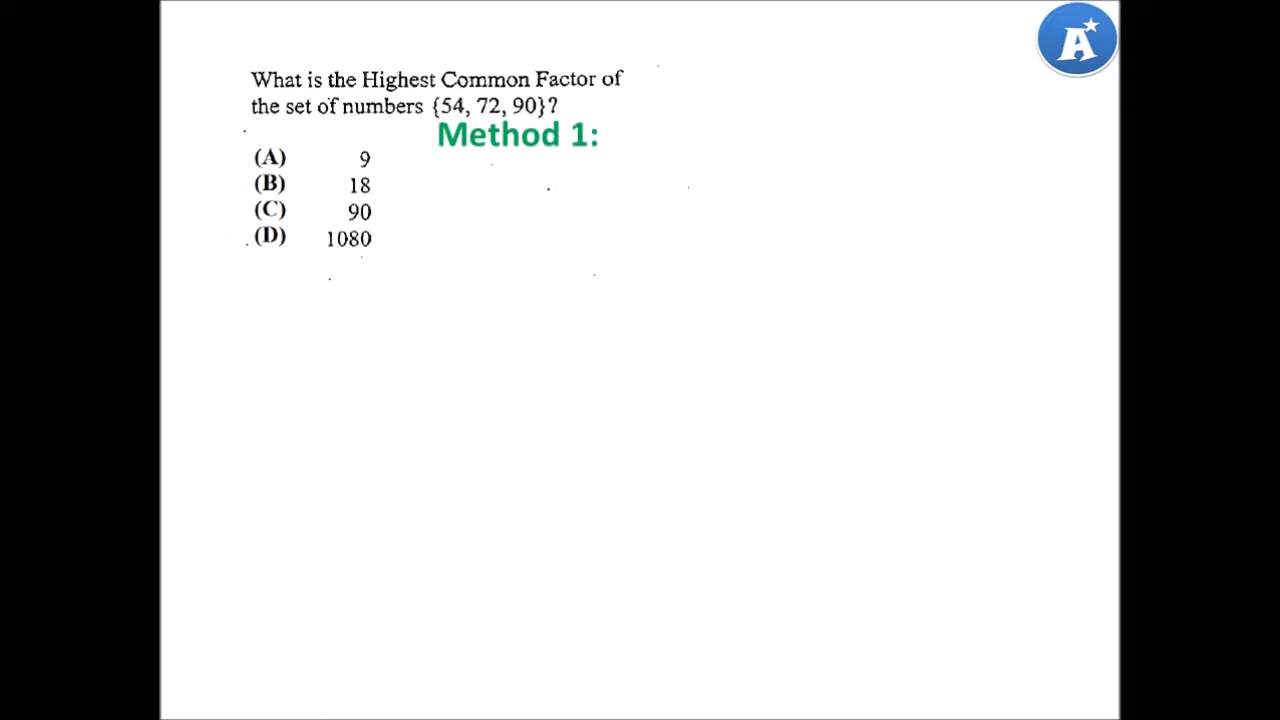 What is the Highest Common Factor of
the set of numbers {54, 72, 90}?
Method 1:
(A) 9
(B) 18
(C) 90
(D) 1080
A